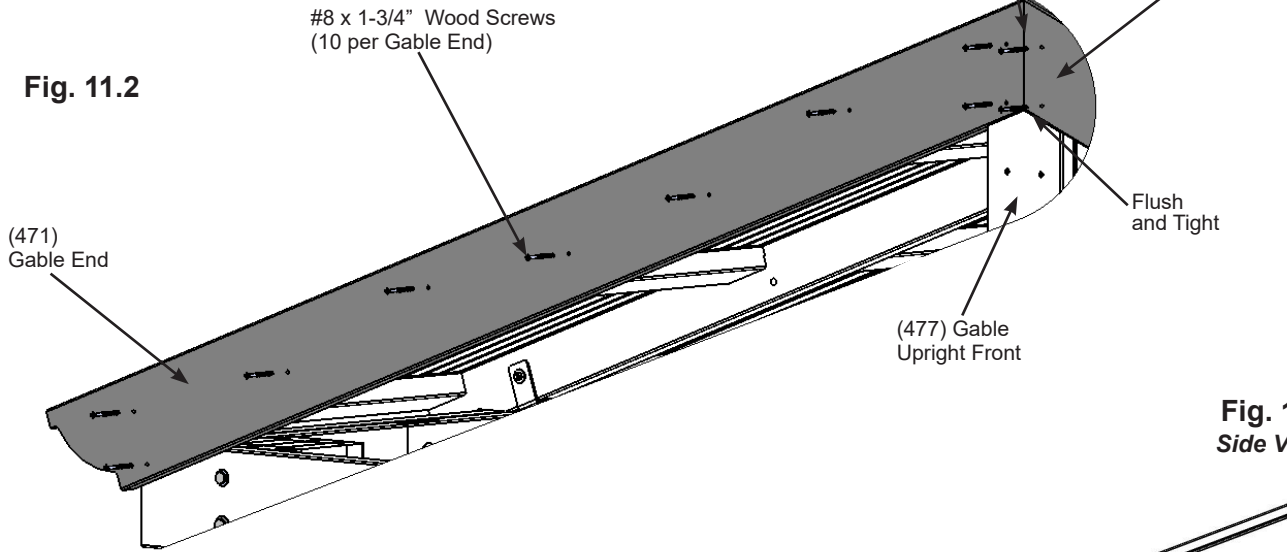 #8 x 1-3/4” Wood Screws
(10 per Gable End)
Fig. 11.2
(471)
Gable End
Flush
and Tight
(477) Gable
Upright Front
Fig.
Side